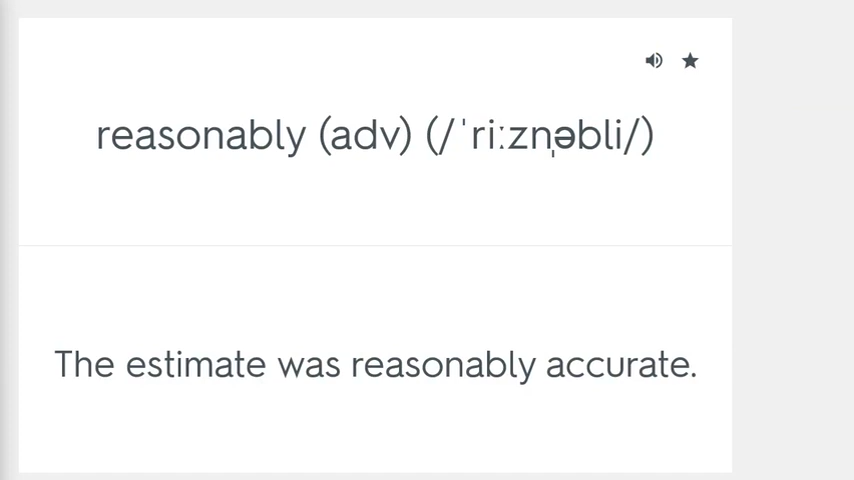 reasonably (adv) (/ˈriːzn̩əbli/)
The estimate was reasonably accurate.